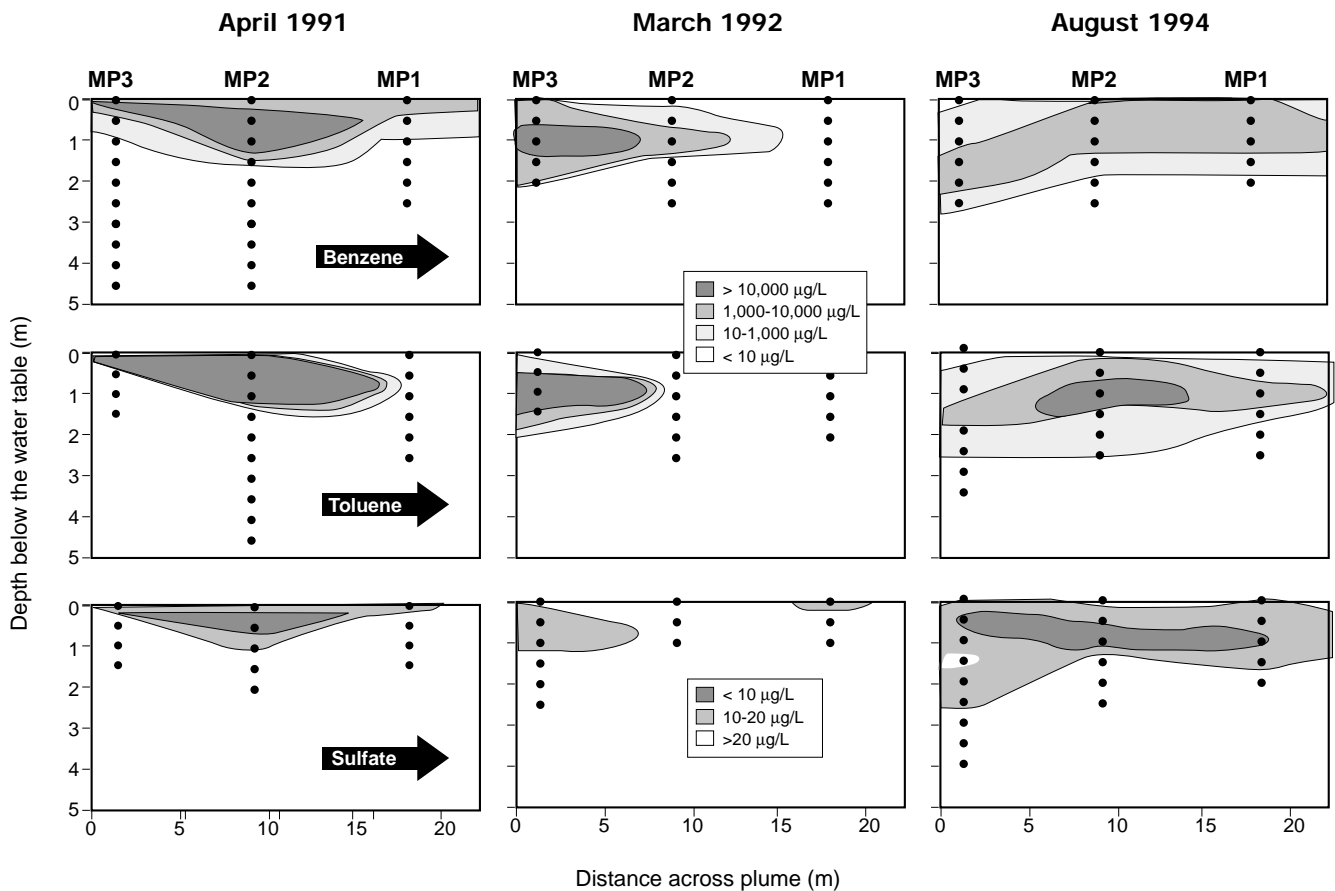 April 1991
March 1992
August 1994
MP3 MP2 MP1
MP3 MP2 MP1
MP3 MP2 MP1
Depth below the water table (m)
0
1
2
3
4
5
Benzene
> 10,000 µg/L
1,000-10,000 µg/L
10-1,000 µg/L
< 10 µg/L
0
1
2
3
4
5
Toluene
0
1
2
3
4
5
Sulfate
< 10 µg/L
10-20 µg/L
>20 µg/L
0 5 10 15 20
0 5 10 15 20
0 5 10 15 20
Distance across plume (m)